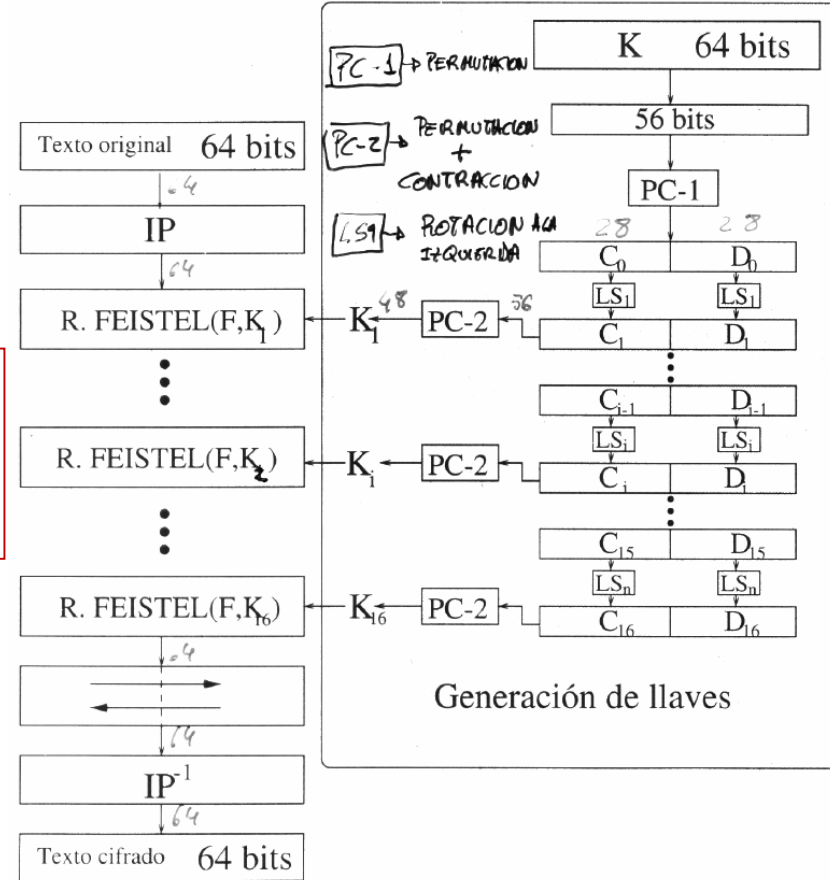 K 64 bits
PC-1 → PERMUTACION
56 bits
PC-2 → PERMUTACION
+
CONTRACCION
PC-1
LS1 → ROTACION A LA
IZQUIERDA
28 28
C0 D0
LS1 LS1
C1 D1
Ci-1 Di-1
LSi LSi
Ci Di
C15 D15
LSn LSn
C16 D16
56
PC-2
48
K1
PC-2
Ki
PC-2
K16
Generación de llaves
Texto original 64 bits
64
IP
64
R. FEISTEL(F,K1)
R. FEISTEL(F,K2)
R. FEISTEL(F,K16)
64
64
IP-1
64
Texto cifrado 64 bits